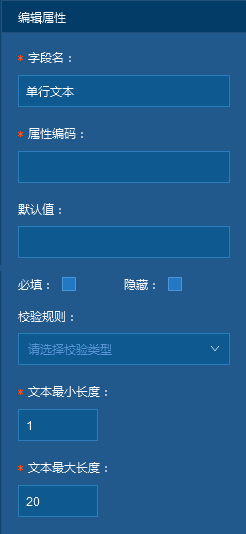 编辑属性
* 字段名：
单行文本
* 属性编码：
默认值：
必填： 隐藏：
校验规则：
请选择校验类型
* 文本最小长度：
1
* 文本最大长度：
20